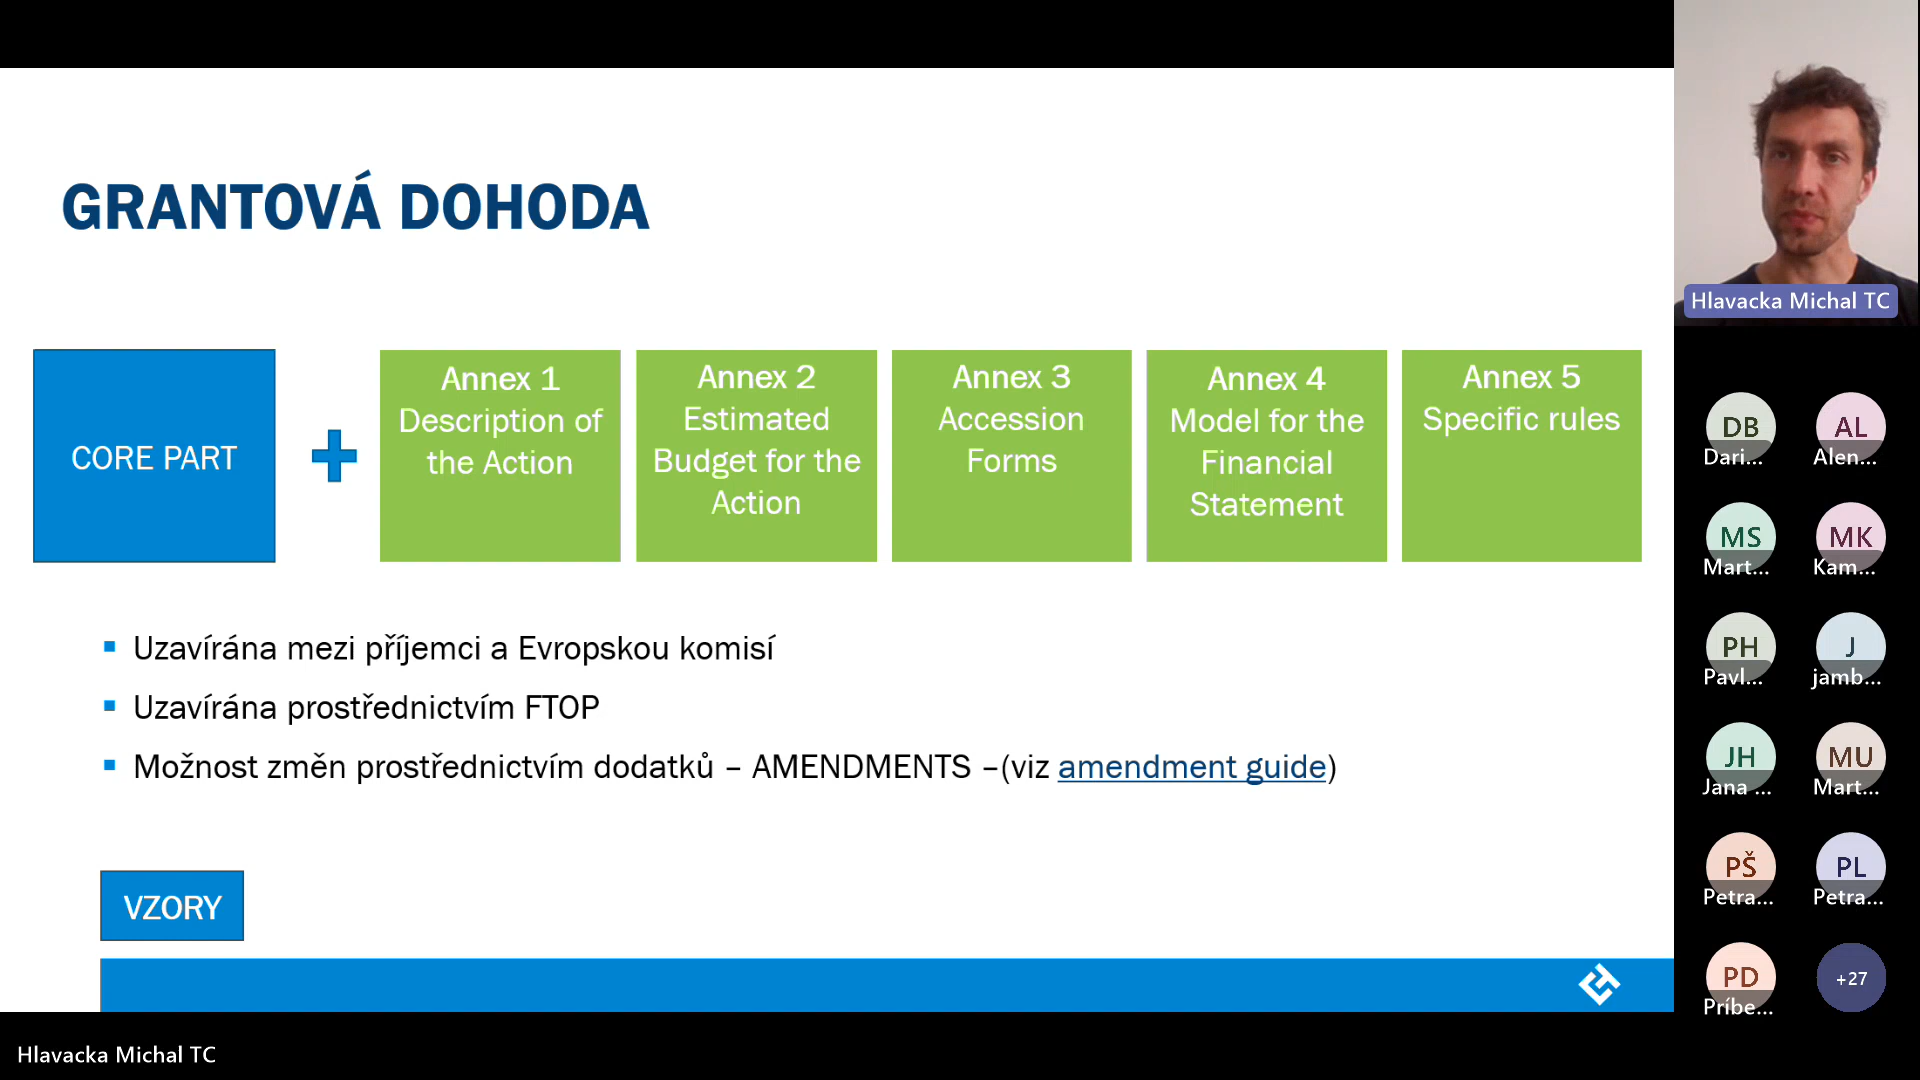 GRANTOVÁ DOHODA
CORE PART
Annex 1
Description of
the Action
Annex 2
Estimated
Budget for the
Action
Annex 3
Accession
Forms
Annex 4
Model for the
Financial
Statement
Annex 5
Specific rules
Uzavírána mezi příjemci a Evropskou komisí
Uzavírána prostřednictvím FTOP
Možnost změn prostřednictvím dodatků – AMENDMENTS –(viz amendment guide)
VZORY
Hlavacka Michal TC
Hlavacka Michal TC
DB
Dari...
AL
Alen...
MS
Mart...
MK
Kam...
PH
Pavl...
J
jamb...
JH
Jana ...
MU
Mart...
PŠ
Petra...
PL
Petra...
PD
Príbe...
+27